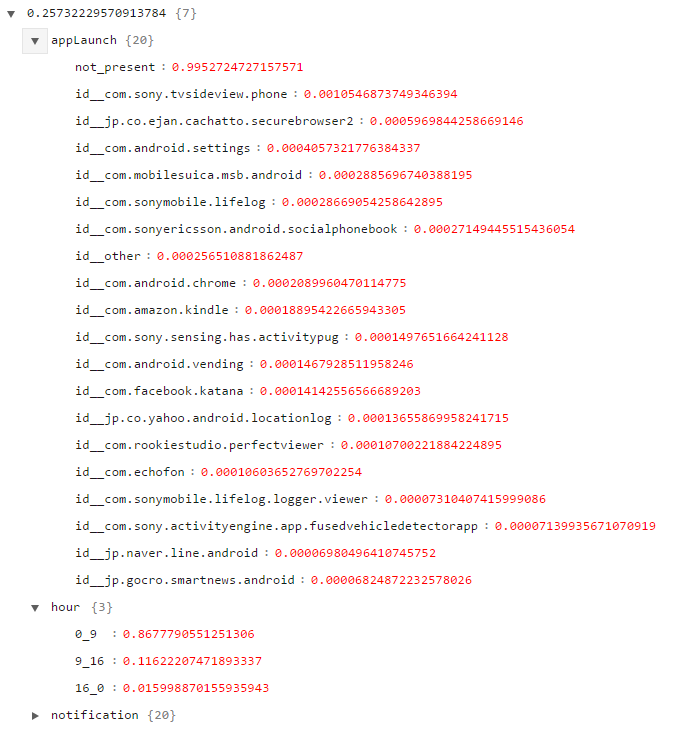 ▼ 0.25732229570913784 {7}
▼ appLaunch {20}
not_present : 0.9952724727157571
id__com.sony.tvsideview.phone : 0.0010546873749346394
id__jp.co.ejan.cachatto.securebrowser2 : 0.0005969844258669146
id__com.android.settings : 0.0004057321776384337
id__com.mobilesuica.msb.android : 0.0002885696740388195
id__com.sonymobile.lifelog : 0.00028669054258642895
id__com.sonyericsson.android.socialphonebook : 0.00027149445515436054
id__other : 0.000256510881862487
id__com.android.chrome : 0.0002089960470114775
id__com.amazon.kindle : 0.00018895422665943305
id__com.sony.sensing.has.activitypug : 0.0001497651664241128
id__com.android.vending : 0.0001467928511958246
id__com.facebook.katana : 0.00014142556566689203
id__jp.co.yahoo.android.locationlog : 0.00013655869958241715
id__com.rookiestudio.perfectviewer : 0.00010700221884224895
id__com.echofon : 0.00010603652769702254
id__com.sonymobile.lifelog.logger.viewer : 0.00007310407415999086
id__com.sony.activityengine.app.fusedvehicledetectorapp : 0.00007139935671070919
id__jp.naver.line.android : 0.00006980496410745752
id__jp.gocro.smartnews.android : 0.00006824872232578026
▼ hour {3}
0_9 : 0.8677790551251306
9_16 : 0.11622207471893337
16_0 : 0.015998870155935943
▶ notification {20}